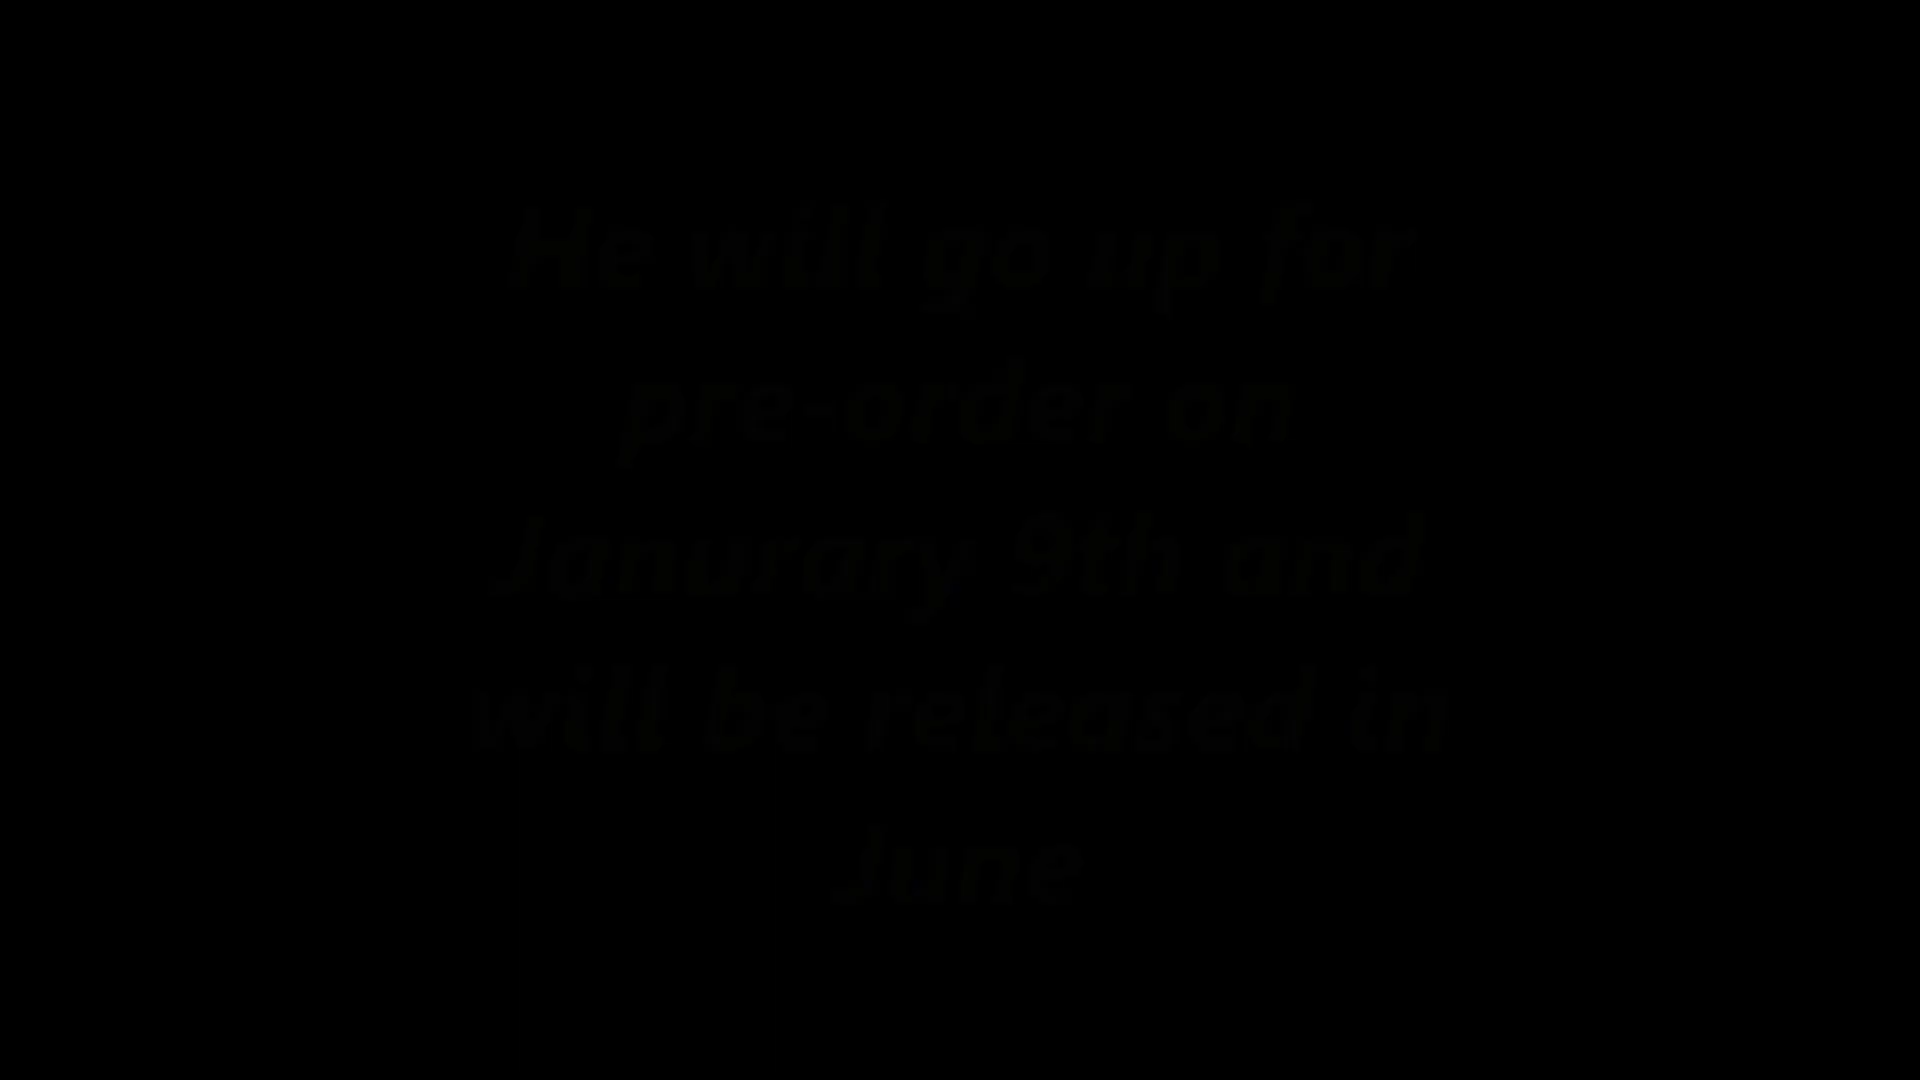 He will go up for
pre-order on
Janurary 9th and
will be released in
June